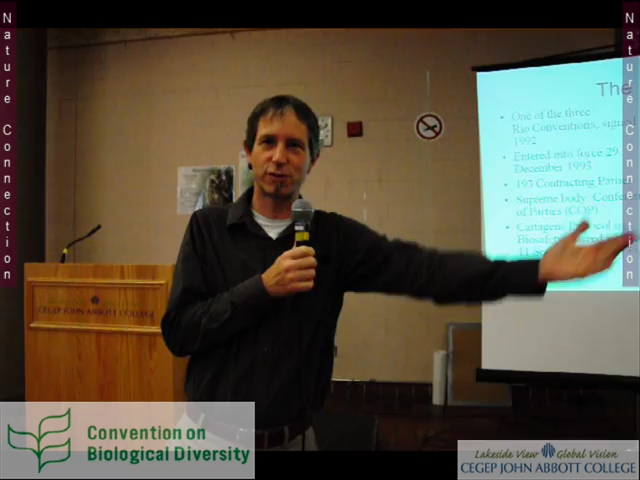 Nature Connection
Nature Connection
The
• One of the three
Rio Conventions, signed
1992
• Entered into force 29
December 1993
• 193 Contracting
• Supreme body:
of Parties (COP)
CEGEP JOHN ABBOTT COLLEGE
Convention on
Biological Diversity
Lakeside View Global Vision
CEGEP JOHN ABBOTT COLLEGE